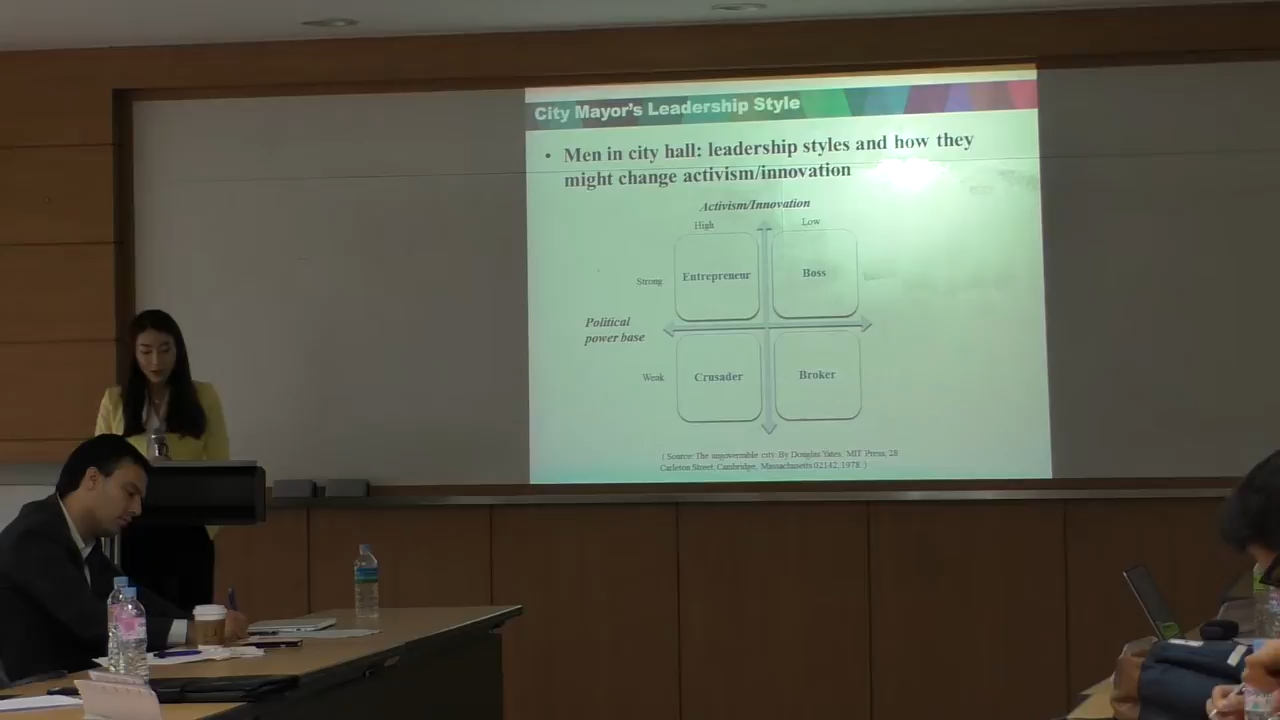 City Mayor's Leadership Style
• Men in city hall: leadership styles and how they
might change activism/innovation
Activism/Innovation
High Low
Strong Entrepreneur Boss
Political
power base
Weak Crusader Broker
( Source: The ungovernble city. By Douglas Yates, MIT Press, 28
Carleton Street, Cambridge, Massachusetts 02142, 1978. )